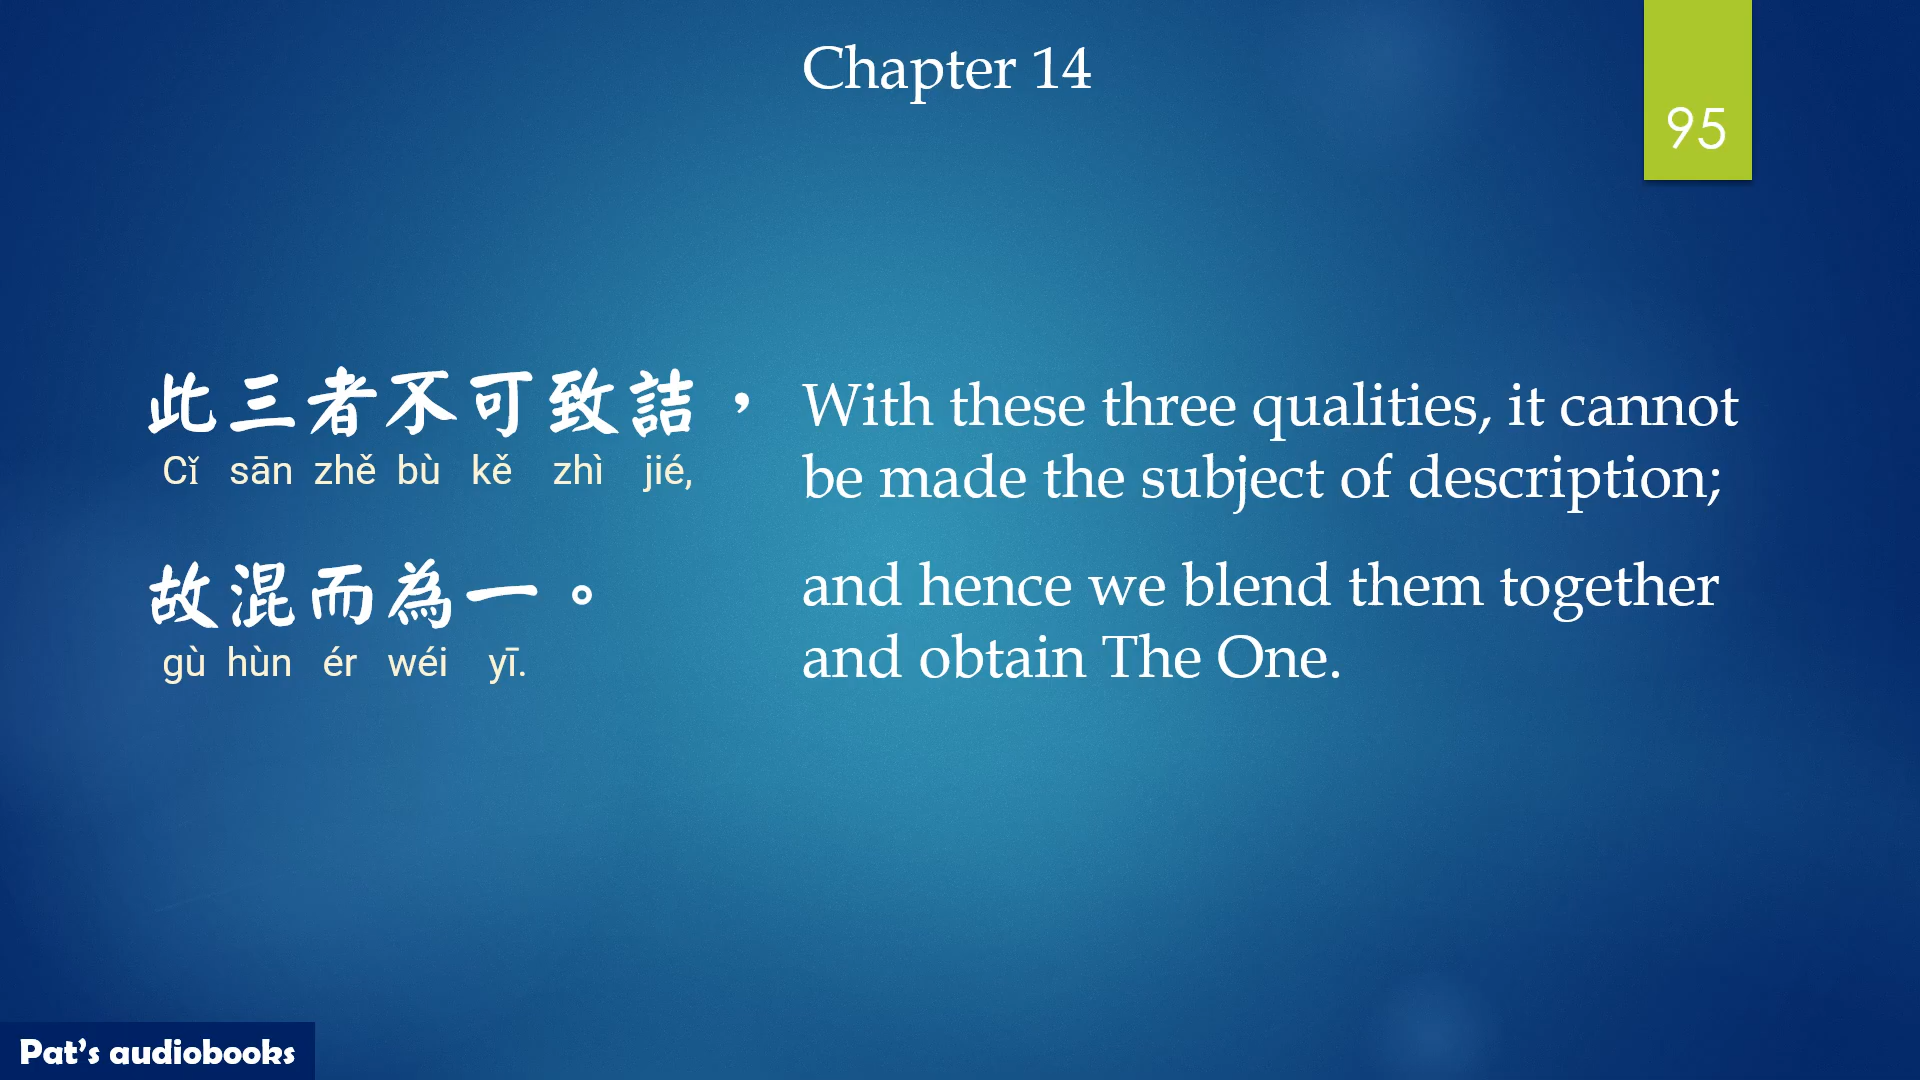 Chapter 14
95
此三者不可致詰，
Cǐ sān zhě bù kě zhì jié,
With these three qualities, it cannot
be made the subject of description;
故混而為一。
gù hùn ér wéi yī.
and hence we blend them together
and obtain The One.
Pat's audiobooks